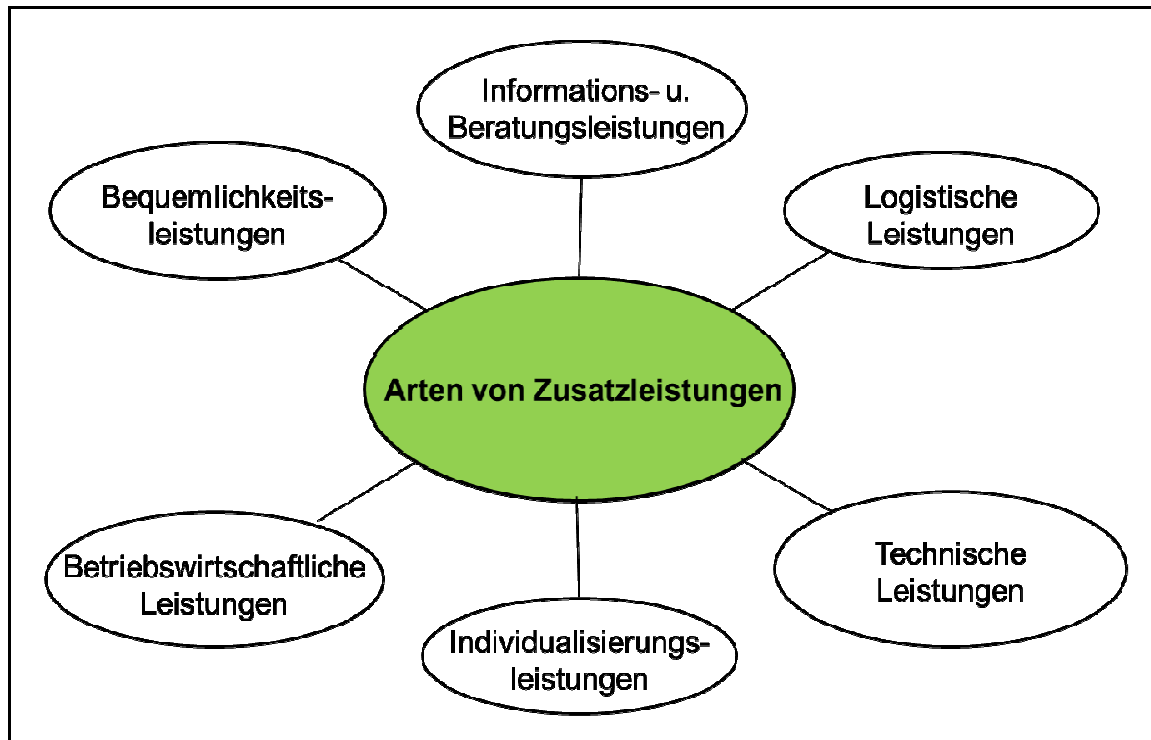 Informations- u.
Beratungsleistungen
Bequemlichkeits-
leistungen
Logistische
Leistungen
Arten von Zusatzleistungen
Betriebswirtschaftliche
Leistungen
Technische
Leistungen
Individualisierungs-
leistungen